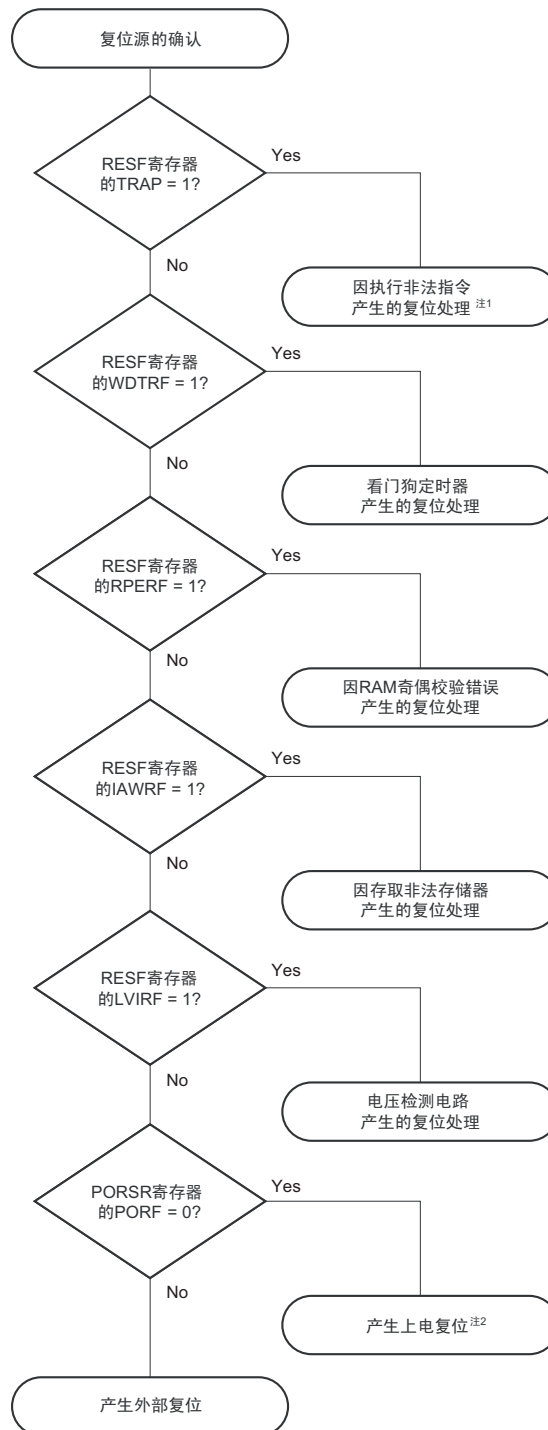 复位源的确认
RESF寄存器
的TRAP = 1?
Yes
No
因执行非法指令
产生的复位处理 注1
RESF寄存器
的WDTRF = 1?
Yes
No
看门狗定时器
产生的复位处理
RESF寄存器
的RPERF = 1?
Yes
No
因RAM奇偶校验错误
产生的复位处理
RESF寄存器
的IAWRF = 1?
Yes
No
因存取非法存储器
产生的复位处理
RESF寄存器
的LVIRF = 1?
Yes
No
电压检测电路
产生的复位处理
PORSR寄存器
的PORF = 0?
Yes
No
产生上电复位注2
产生外部复位